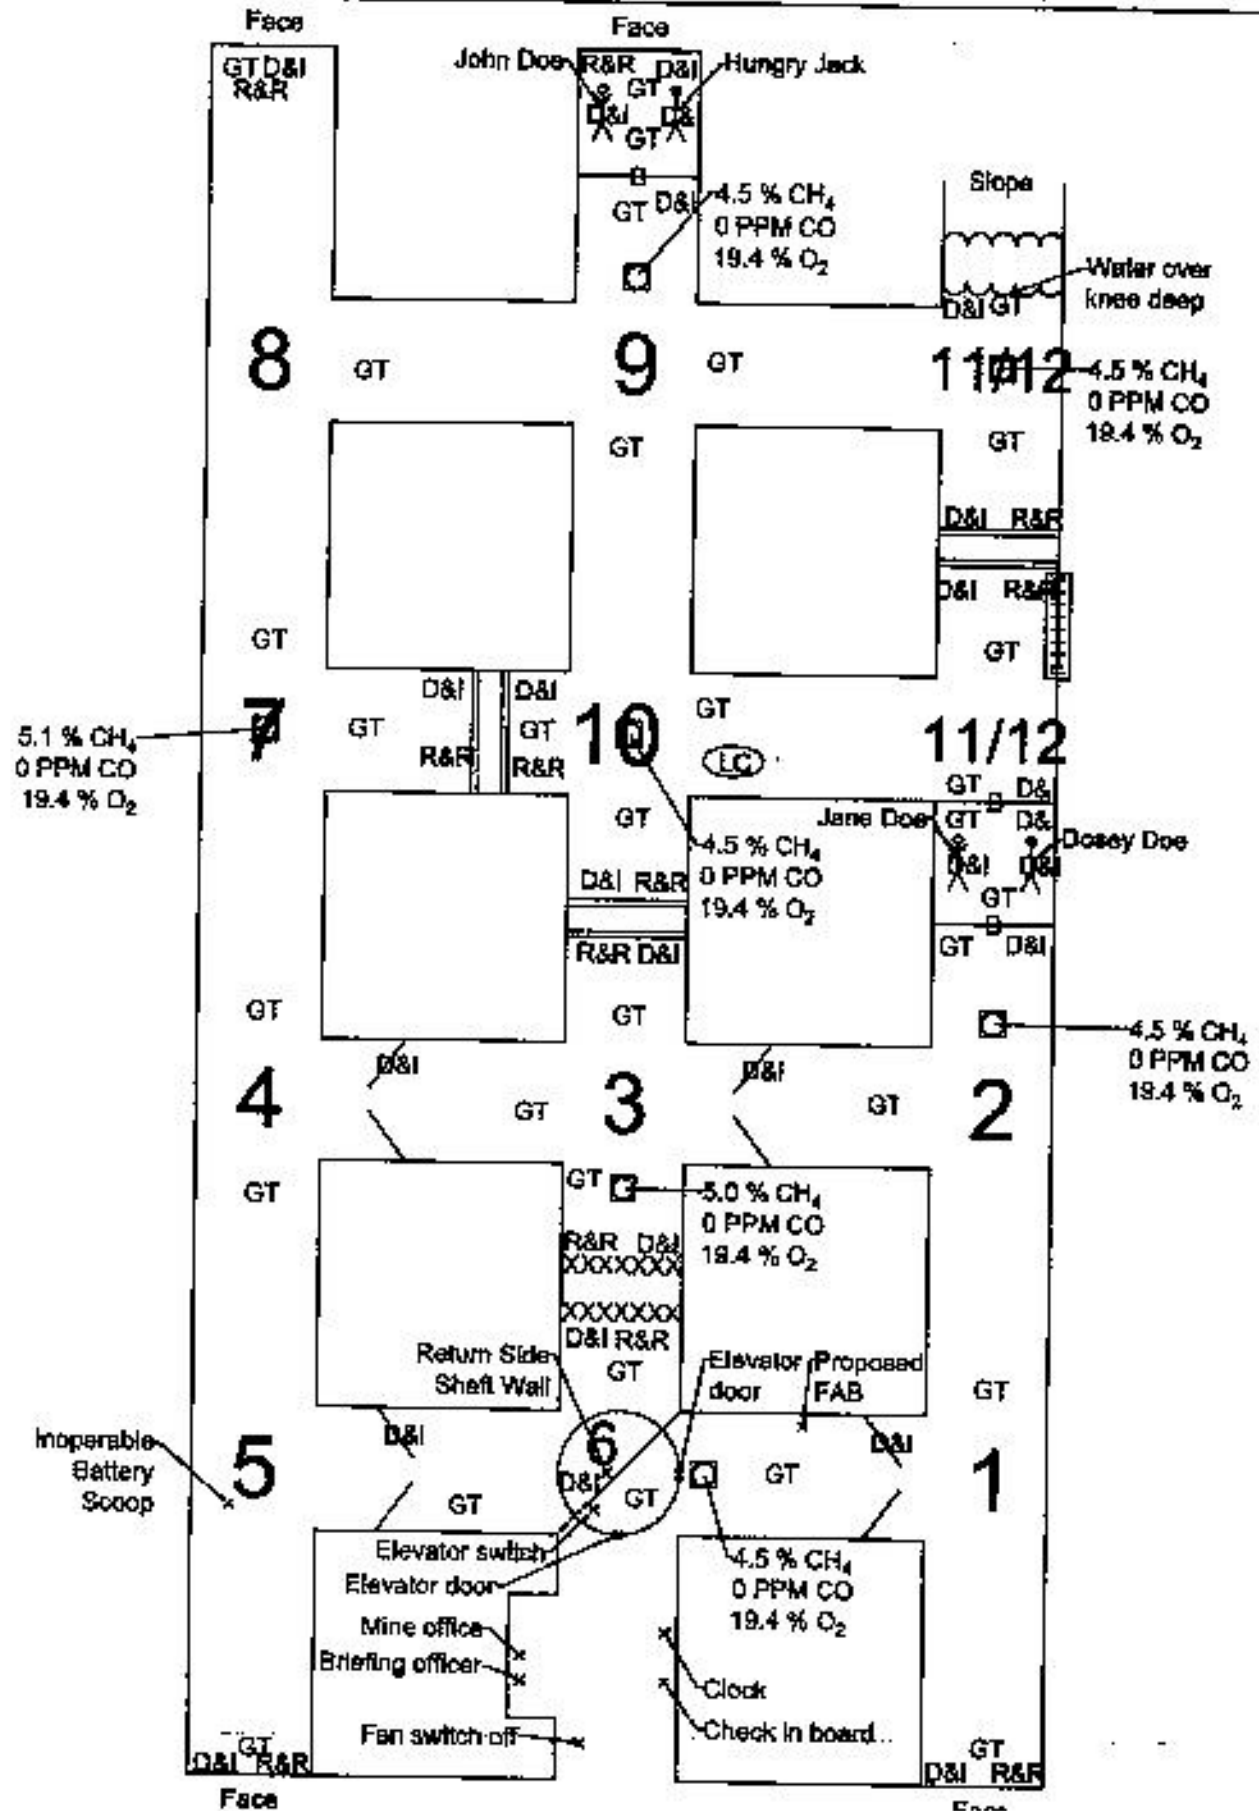 Face
Face
GT D&I
R&R
John Doe
R&R
D&I
Hungry Jack
GT
D&I
D&I
GT
GT
D&I
4.5 % CH₄
0 PPM CO
19.4 % O₂
Slope
Water over
knee deep
D&I GT
8
GT
9
GT
11/12
4.5 % CH₄
0 PPM CO
19.4 % O₂
GT
GT
D&I R&R
D&I R&R
GT
GT
D&I
D&I
7
GT
GT
10
GT
11/12
5.1 % CH₄
0 PPM CO
19.4 % O₂
R&R
R&R
LC
GT
D&I
GT
Jane Doe
GT
D&I
Dosey Doe
4.5 % CH₄
0 PPM CO
19.4 % O₂
D&I
D&I
GT
D&I R&R
R&R D&I
GT
D&I
GT
GT
4.5 % CH₄
0 PPM CO
19.4 % O₂
D&I
D&I
4
GT
3
GT
2
GT
GT
5.0 % CH₄
0 PPM CO
19.4 % O₂
R&R D&I
XXXXXXXX
XXXXXXXX
D&I R&R
Return Side
Shaft Wall
GT
Elevator
door
Proposed
FAB
GT
Inoperable
Battery
Scoop
5
D&I
6
D&I
1
GT
D&I
GT
GT
Elevator switch
Elevator door
4.5 % CH₄
0 PPM CO
19.4 % O₂
Mine office
Briefing officer
Clock
Fan switch off
Check in board
GT
D&I R&R
GT
D&I R&R
Face
Face